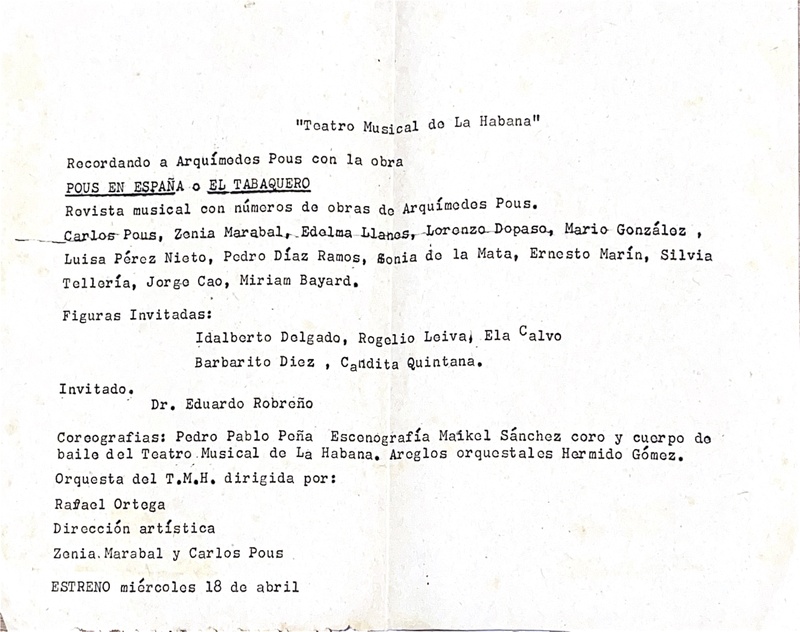 "Teatro Musical de La Habana"
Recordando a Arquímedes Pous con la obra
POUS EN ESPAÑA o EL TABAQUERO
Revista musical con números de obras de Arquímedes Pous.
Carlos Pous, Zenia Marabal, Edelma Llanes, Lorenzo Dopaso, Mario González ,
Luisa Pérez Nieto, Pedro Díaz Ramos, Sonia de la Mata, Ernesto Marín, Silvia
Tellería, Jorge Cao, Miriam Bayard.
Figuras Invitadas:
Idalberto Delgado, Rogelio Leiva, Ela Calvo
Barbarito Diez , Candita Quintana.
Invitado.
Dr. Eduardo Robreño
Coreografias: Pedro Pablo Peña Escenografía Maikel Sánchez coro y cuerpo de
baile del Teatro Musical de La Habana. Areglos orquestales Hermido Gómez.
Orquesta del T.M.H. dirigida por:
Rafael Ortega
Dirección artística
Zenia Marabal y Carlos Pous
ESTRENO miércoles 18 de abril